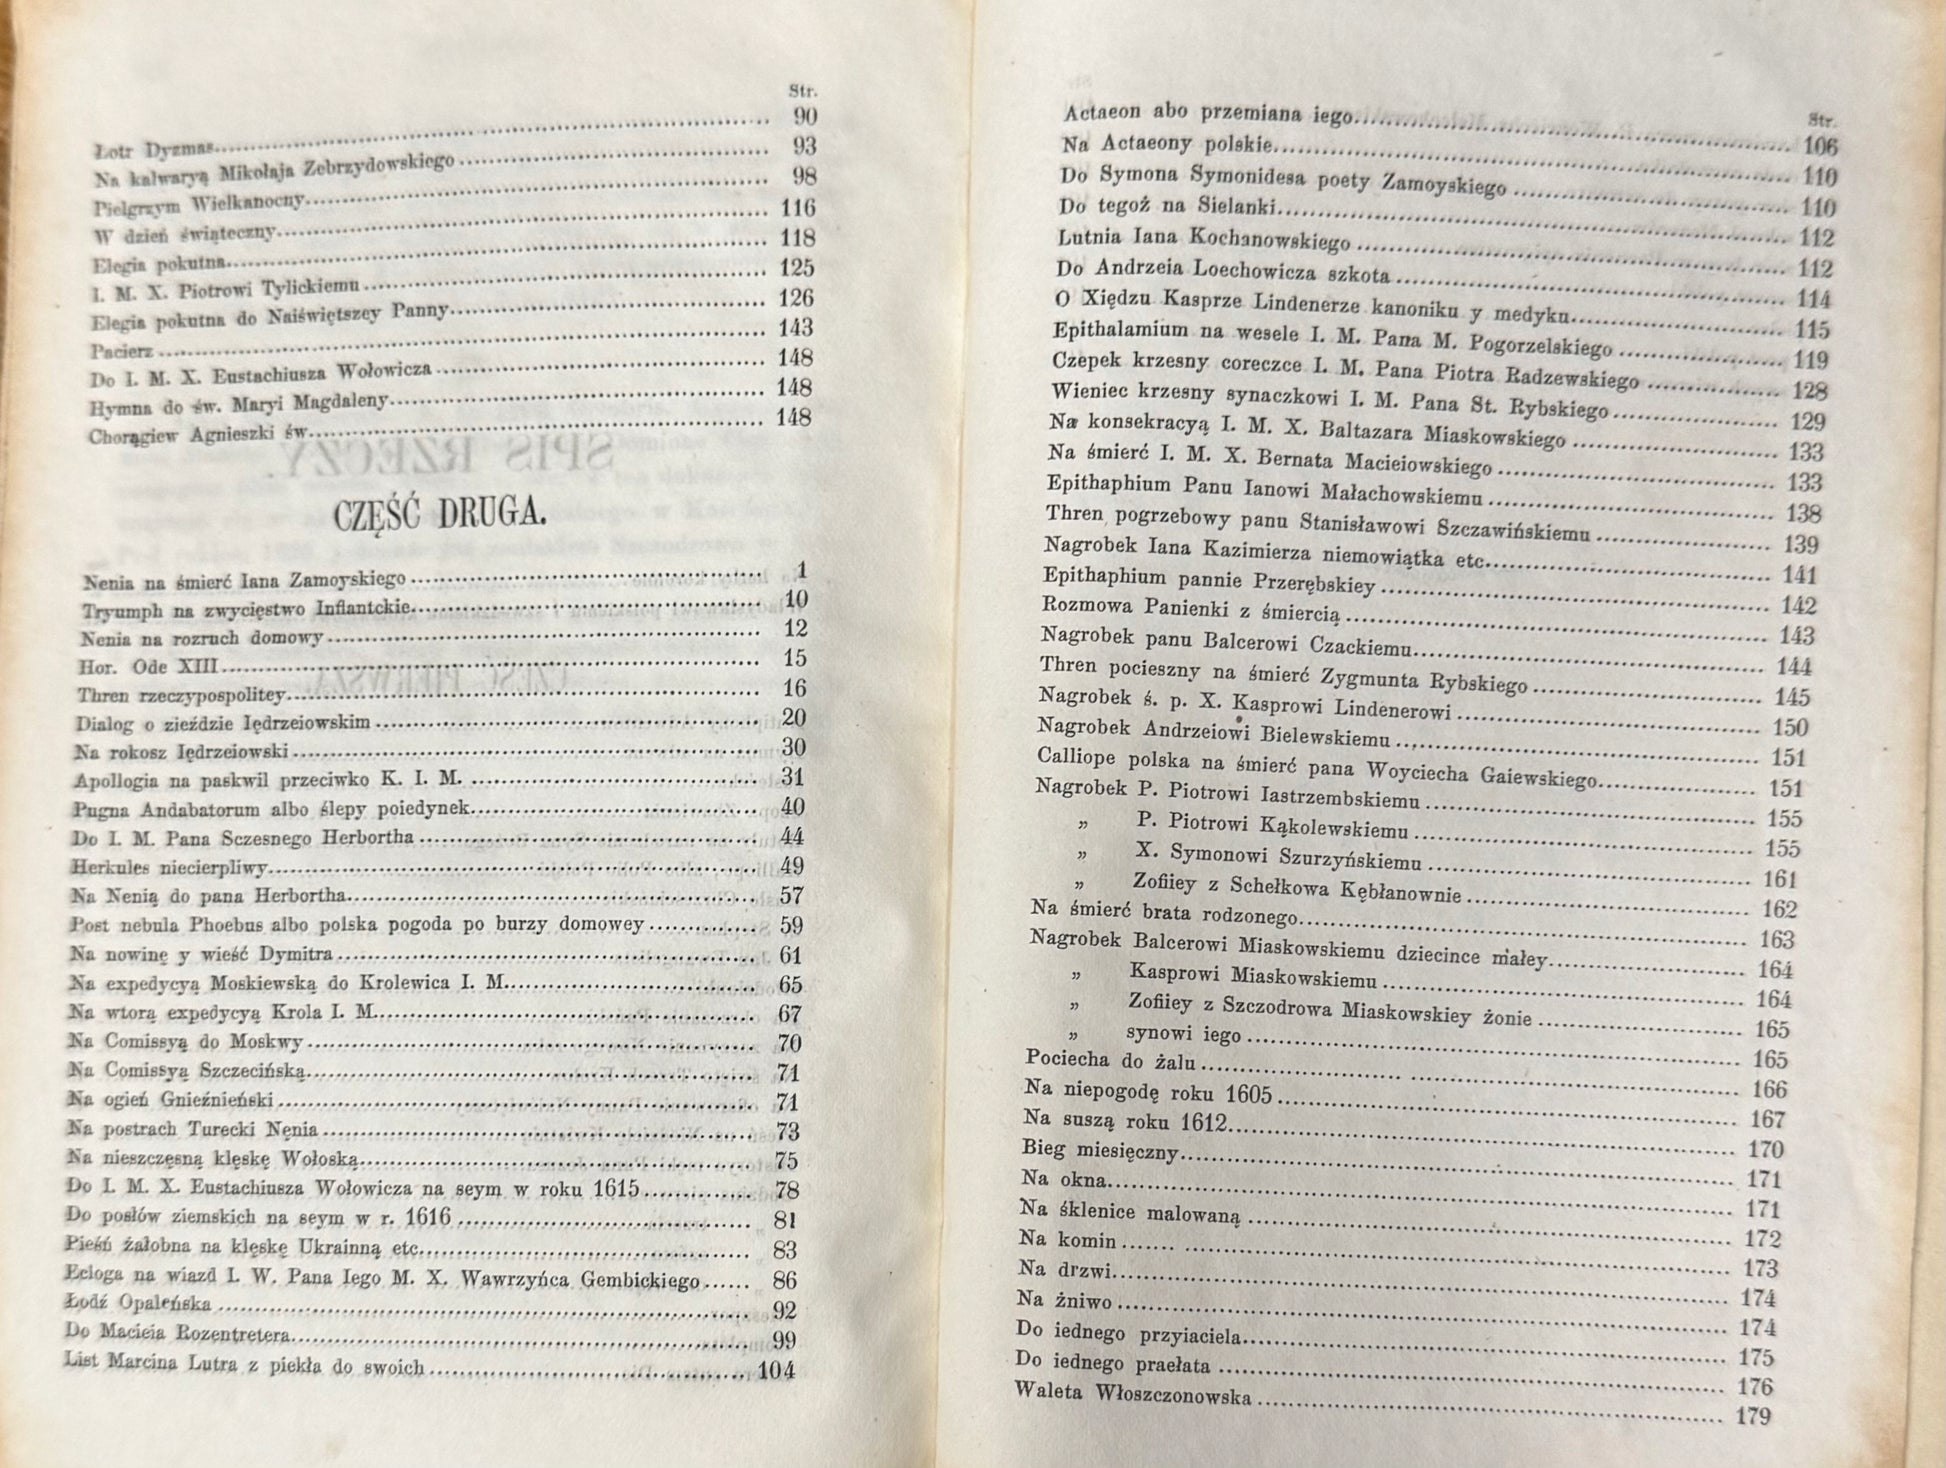 Str.
Łotr Dyzmas 90
Na kalwaryą Mikołaja Zebrzydowskiego 93
Pielgrzym Wielkanocny 98
W dzień świąteczny 116
Elegia pokutna 118
I. M. X. Piotrowi Tylickiemu 125
Elegia pokutna do Naiświętszey Panny 126
Pacierz 143
Do I. M. X. Eustachiusza Wołowicza 148
Hymna do św. Maryi Magdaleny 148
Chorągiew Agnieszki św. 148
CZĘŚĆ DRUGA.
Nenia na śmierć Iana Zamoyskiego 1
Tryumph na zwycięstwo Inflantckie 10
Nenia na rozruch domowy 12
Hor. Ode XIII 15
Thren rzeczypospolitey 16
Dialog o zieździe Iędrzeiowskim 20
Na rokosz Iędrzeiowski 30
Apollogia na paskwil przeciwko K. I. M. 31
Pugna Andabatorum albo ślepy poiedynek 40
Do I. M. Pana Sczesnego Herbortha 44
Herkules niecierpliwy 49
Na Nenią do pana Herbortha 57
Post nebula Phoebus albo polska pogoda po burzy domowey 59
Na nowinę y wieść Dymitra 61
Na expedycyą Moskiewską do Krolewica I. M. 65
Na wtorą expedycyą Krola I. M. 67
Na Comissyą do Moskwy 70
Na Comissyą Szczecińską 71
Na ogień Gnieźnieński 71
Na postrach Turecki Nęnia 73
Na nieszczęsną klęskę Wołoską 75
Do I. M. X. Eustachiusza Wołowicza na seym w roku 1615 78
Do posłów ziemskich na seym w r. 1616 81
Pieśń żałobna na klęskę Ukrainną etc. 83
Ecloga na wiazd I. W. Pana Iego M. X. Wawrzyńca Gembickiego 86
Łodź Opaleńska 92
Do Macieia Rozentretera 99
List Marcina Lutra z piekła do swoich 104
Str.
Actaeon abo przemiana iego 106
Na Actaeony polskie 110
Do Symona Symonidesa poety Zamoyskiego 110
Do tegoż na Sielanki 112
Lutnia Iana Kochanowskiego 112
Do Andrzeia Loechowicza szkota 114
O Xiędzu Kasprze Lindenerze kanoniku y medyku 115
Epithalamium na wesele I. M. Pana M. Pogorzelskiego 119
Czepek krzesny coreczce I. M. Pana Piotra Radzewskiego 128
Wieniec krzesny synaczkowi I. M. Pana St. Rybskiego 129
Na konsekracyą I. M. X. Baltazara Miaskowskiego 133
Na śmierć I. M. X. Bernata Macieiowskiego 133
Epithaphium Panu Ianowi Małachowskiemu 138
Thren pogrzebowy panu Stanisławowi Szczawińskiemu 139
Nagrobek Iana Kazimierza niemowiątka etc. 141
Epithaphium pannie Przerębskiey 142
Rozmowa Panienki z śmiercią 143
Nagrobek panu Balcerowi Czackiemu 144
Thren pocieszny na śmierć Zygmunta Rybskiego 145
Nagrobek ś. p. X. Kasprowi Lindenerowi 150
Nagrobek Andrzeiowi Bielewskiemu 151
Calliope polska na śmierć pana Woyciecha Gaiewskiego 151
Nagrobek P. Piotrowi Iastrzembskiemu 155
„ P. Piotrowi Kąkolewskiemu 155
„ X. Symonowi Szurzyńskiemu 161
„ Zofiiey z Schełkowa Kębłanownie 162
Na śmierć brata rodzonego 163
Nagrobek Balcerowi Miaskowskiemu dziecince małey 164
„ Kasprowi Miaskowskiemu 164
„ Zofiiey z Szczodrowa Miaskowskiey żonie 165
„ synowi iego 165
Pociecha do żalu 166
Na niepogodę roku 1605 167
Na suszą roku 1612 170
Bieg miesięczny 171
Na okna 171
Na śklenice malowaną 172
Na komin 173
Na drzwi 174
Na żniwo 174
Do iednego przyiaciela 175
Do iednego praełata 176
Waleta Włoszczonowska 179